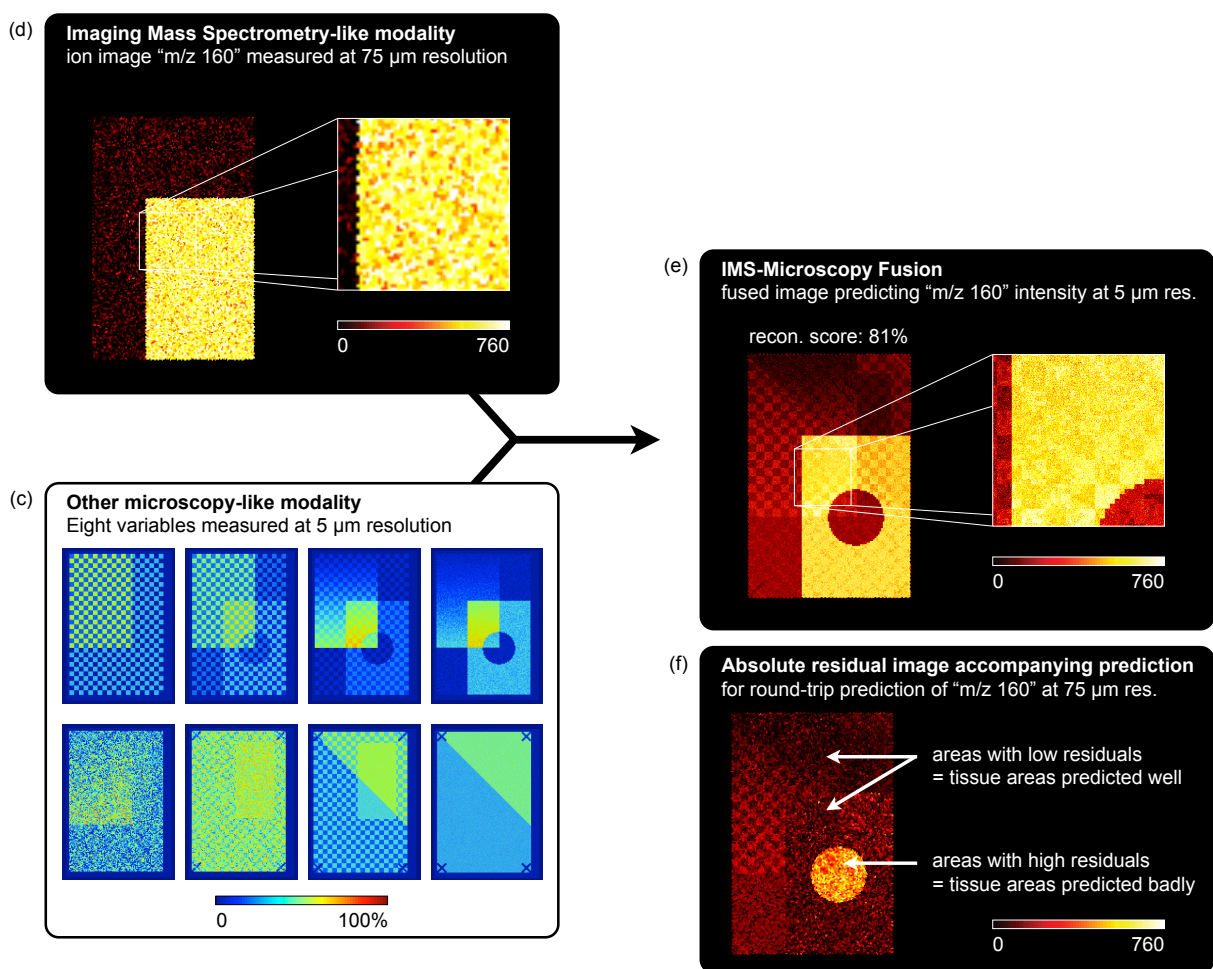 (d)
Imaging Mass Spectrometry-like modality
ion image “m/z 160” measured at 75 µm resolution
0 760
(c)
Other microscopy-like modality
Eight variables measured at 5 µm resolution
0 100%
(e)
IMS-Microscopy Fusion
fused image predicting “m/z 160” intensity at 5 µm res.
recon. score: 81%
0 760
(f)
Absolute residual image accompanying prediction
for round-trip prediction of “m/z 160” at 75 µm res.
areas with low residuals
= tissue areas predicted well
areas with high residuals
= tissue areas predicted badly
0 760